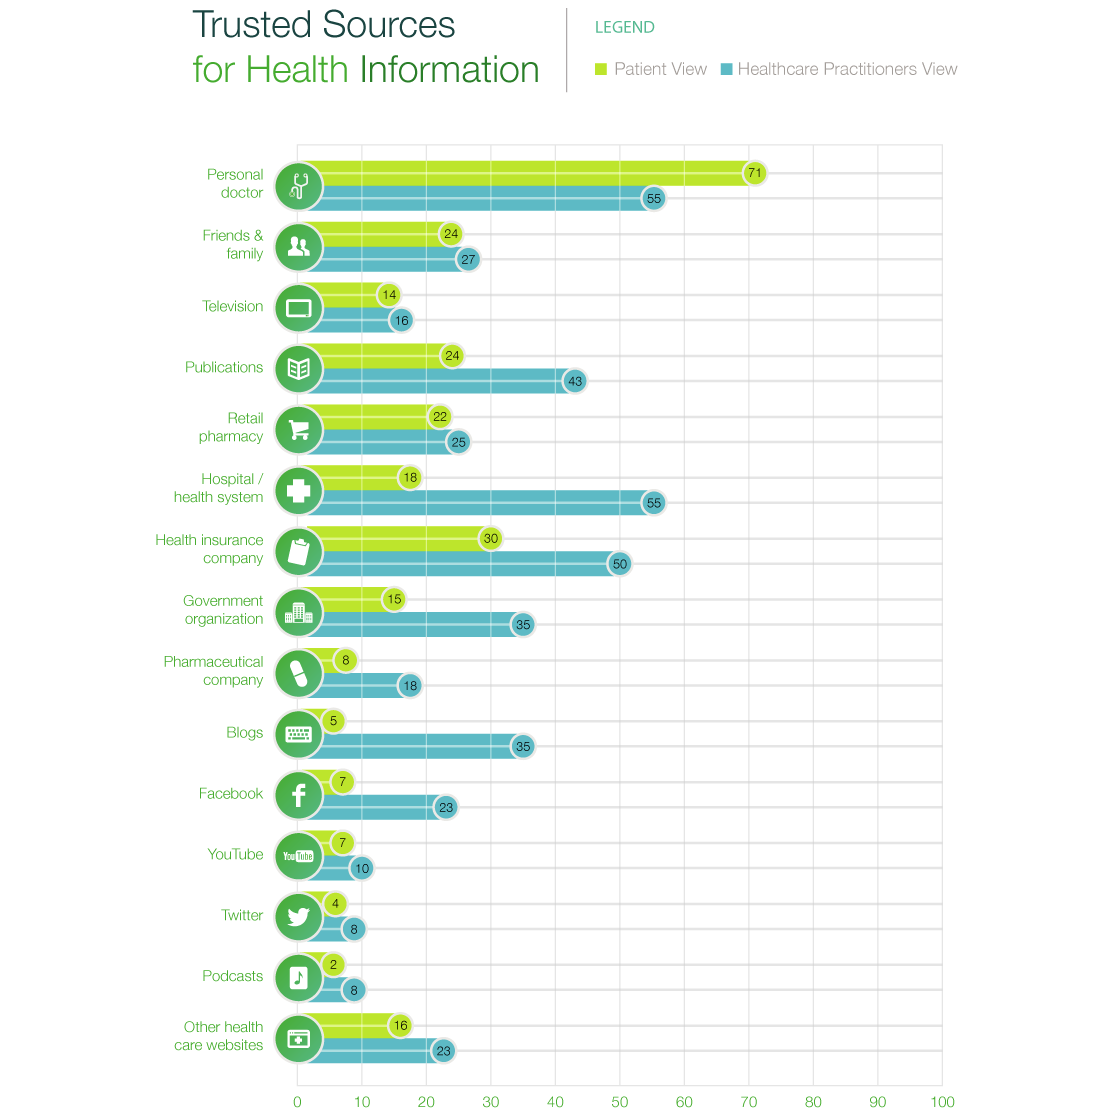 Trusted Sources
for Health Information
LEGEND
Patient View
Healthcare Practitioners View
Personal
doctor
71
55
Friends &
family
24
27
Television
14
16
Publications
24
43
Retail
pharmacy
22
25
Hospital /
health system
18
55
Health insurance
company
30
50
Government
organization
15
35
Pharmaceutical
company
8
18
Blogs
5
35
Facebook
f
7
23
YouTube
YouTube
7
10
Twitter
4
8
Podcasts
2
8
Other health
care websites
16
23
0 10 20 30 40 50 60 70 80 90 100